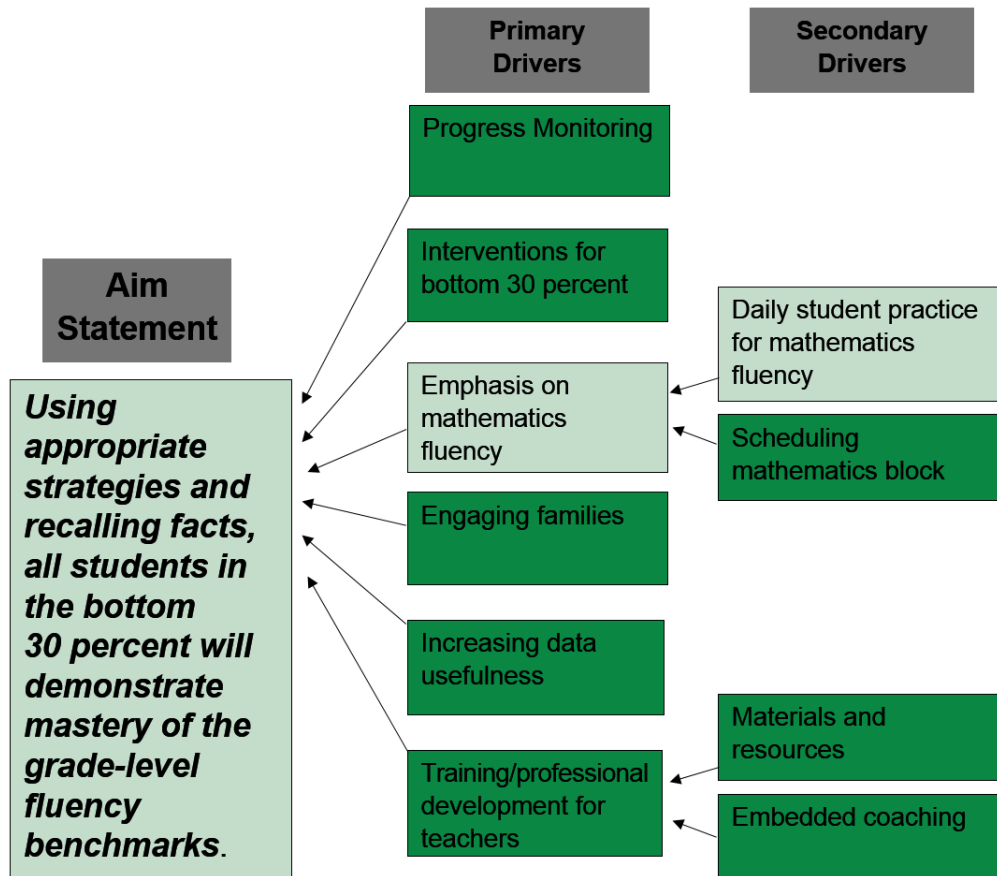 Primary
Drivers
Secondary
Drivers
Progress Monitoring
Interventions for
bottom 30 percent
Aim
Statement
Daily student practice
for mathematics
fluency
Emphasis on
mathematics
fluency
Using
appropriate
strategies and
recalling facts,
all students in
the bottom
30 percent will
demonstrate
mastery of the
grade-level
fluency
benchmarks.
Scheduling
mathematics block
Engaging families
Increasing data
usefulness
Materials and
resources
Training/professional
development for
teachers
Embedded coaching